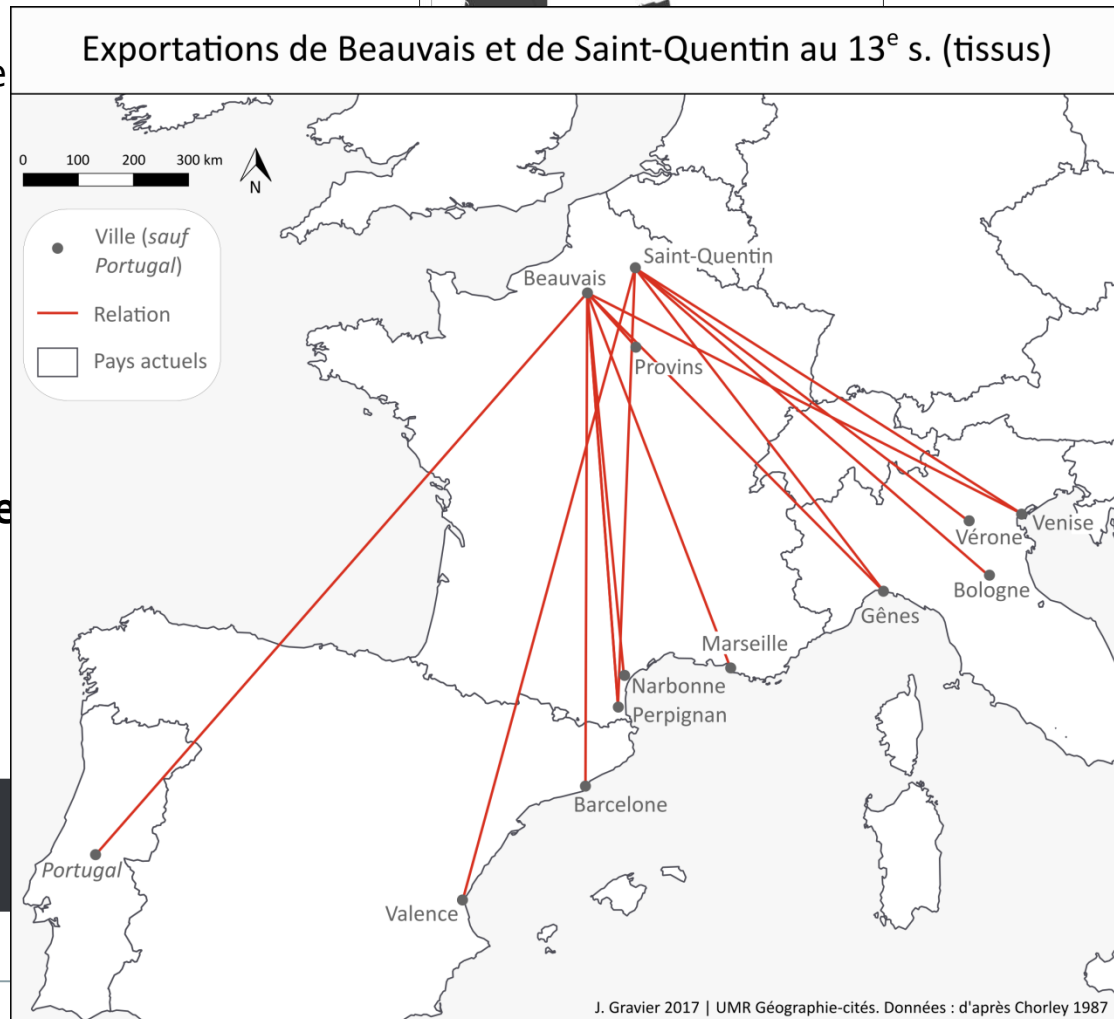 Exportations de Beauvais et de Saint-Quentin au 13e s. (tissus)
e
0 100 200 300 km
N
Ville (sauf
Portugal)
Relation
Pays actuels
Saint-Quentin
Beauvais
Provins
e
Venise
Vérone
Bologne
Gênes
Marseille
Narbonne
Perpignan
Barcelone
Portugal
Valence
J. Gravier 2017 | UMR Géographie-cités. Données : d'après Chorley 1987